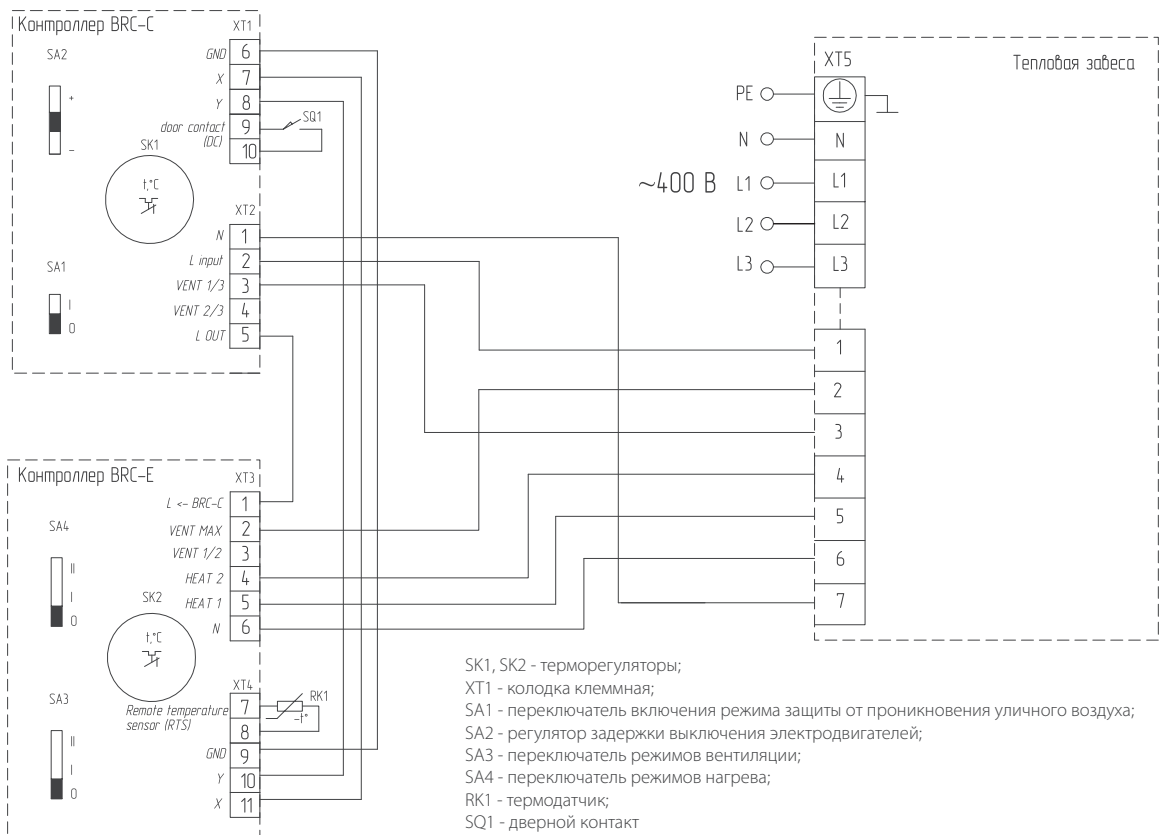 Контроллер BRC-C
XT1
SA2
+
-
GND 6
X 7
Y 8
door contact (DC) 9
10
SQ1
SK1
t,°C
XT2
N 1
L input 2
VENT 1/3 3
VENT 2/3 4
L OUT 5
SA1
I
0
Контроллер BRC-E
XT3
L <- BRC-C 1
VENT MAX 2
VENT 1/2 3
HEAT 2 4
HEAT 1 5
N 6
SA4
II
I
0
SK2
t,°C
XT4
Remote temperature sensor (RTS) 7
8
RK1
-t°
GND 9
Y 10
X 11
SA3
II
I
0
XT5
Тепловая завеса
PE
N N
~400 В
L1 L1
L2 L2
L3 L3
1
2
3
4
5
6
7
SK1, SK2 - терморегуляторы;
XT1 - колодка клеммная;
SA1 - переключатель включения режима защиты от проникновения уличного воздуха;
SA2 - регулятор задержки выключения электродвигателей;
SA3 - переключатель режимов вентиляции;
SA4 - переключатель режимов нагрева;
RK1 - термодатчик;
SQ1 - дверной контакт